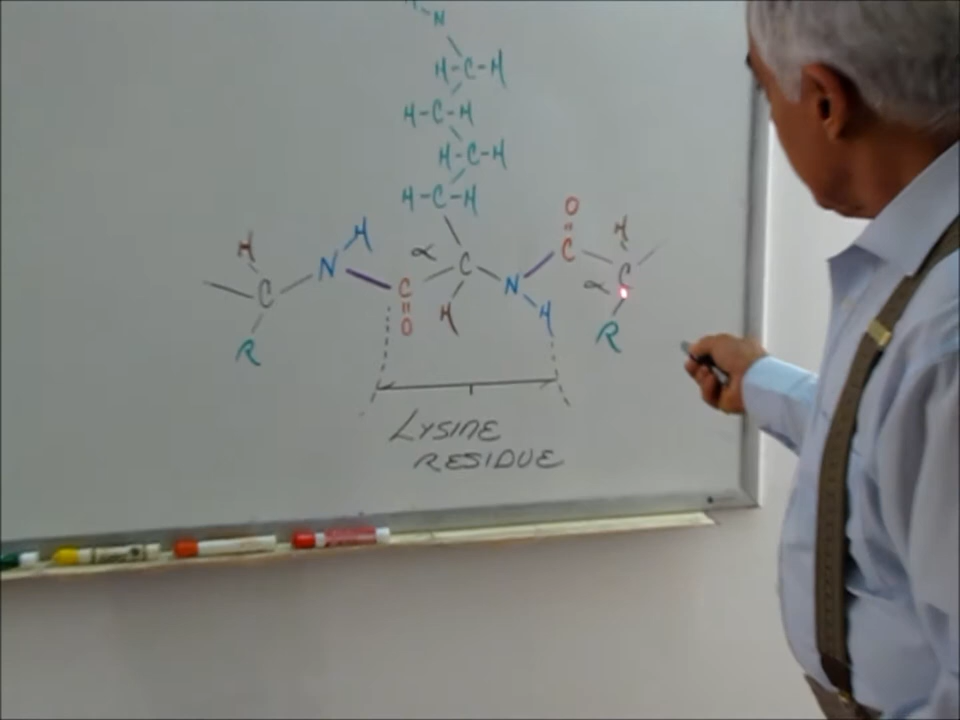 H N
H-C-H
H-C-H
H-C-H
H-C-H
H N H C O α C H N H O C H C α
R R
LYSINE
RESIDUE